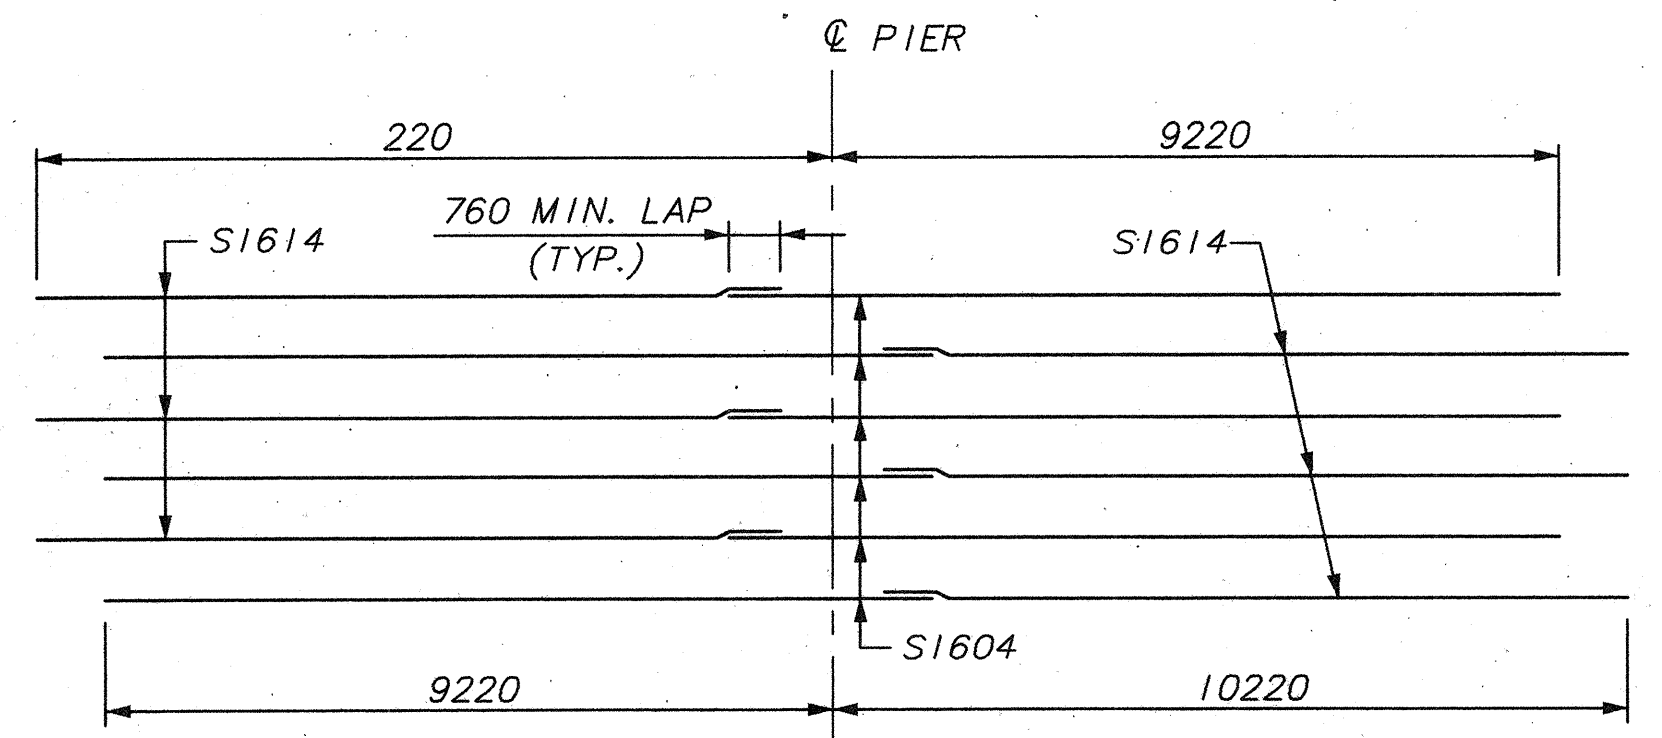 ℄ PIER
220
9220
760 MIN. LAP
(TYP.)
S1614
S1614
S1604
9220
10220